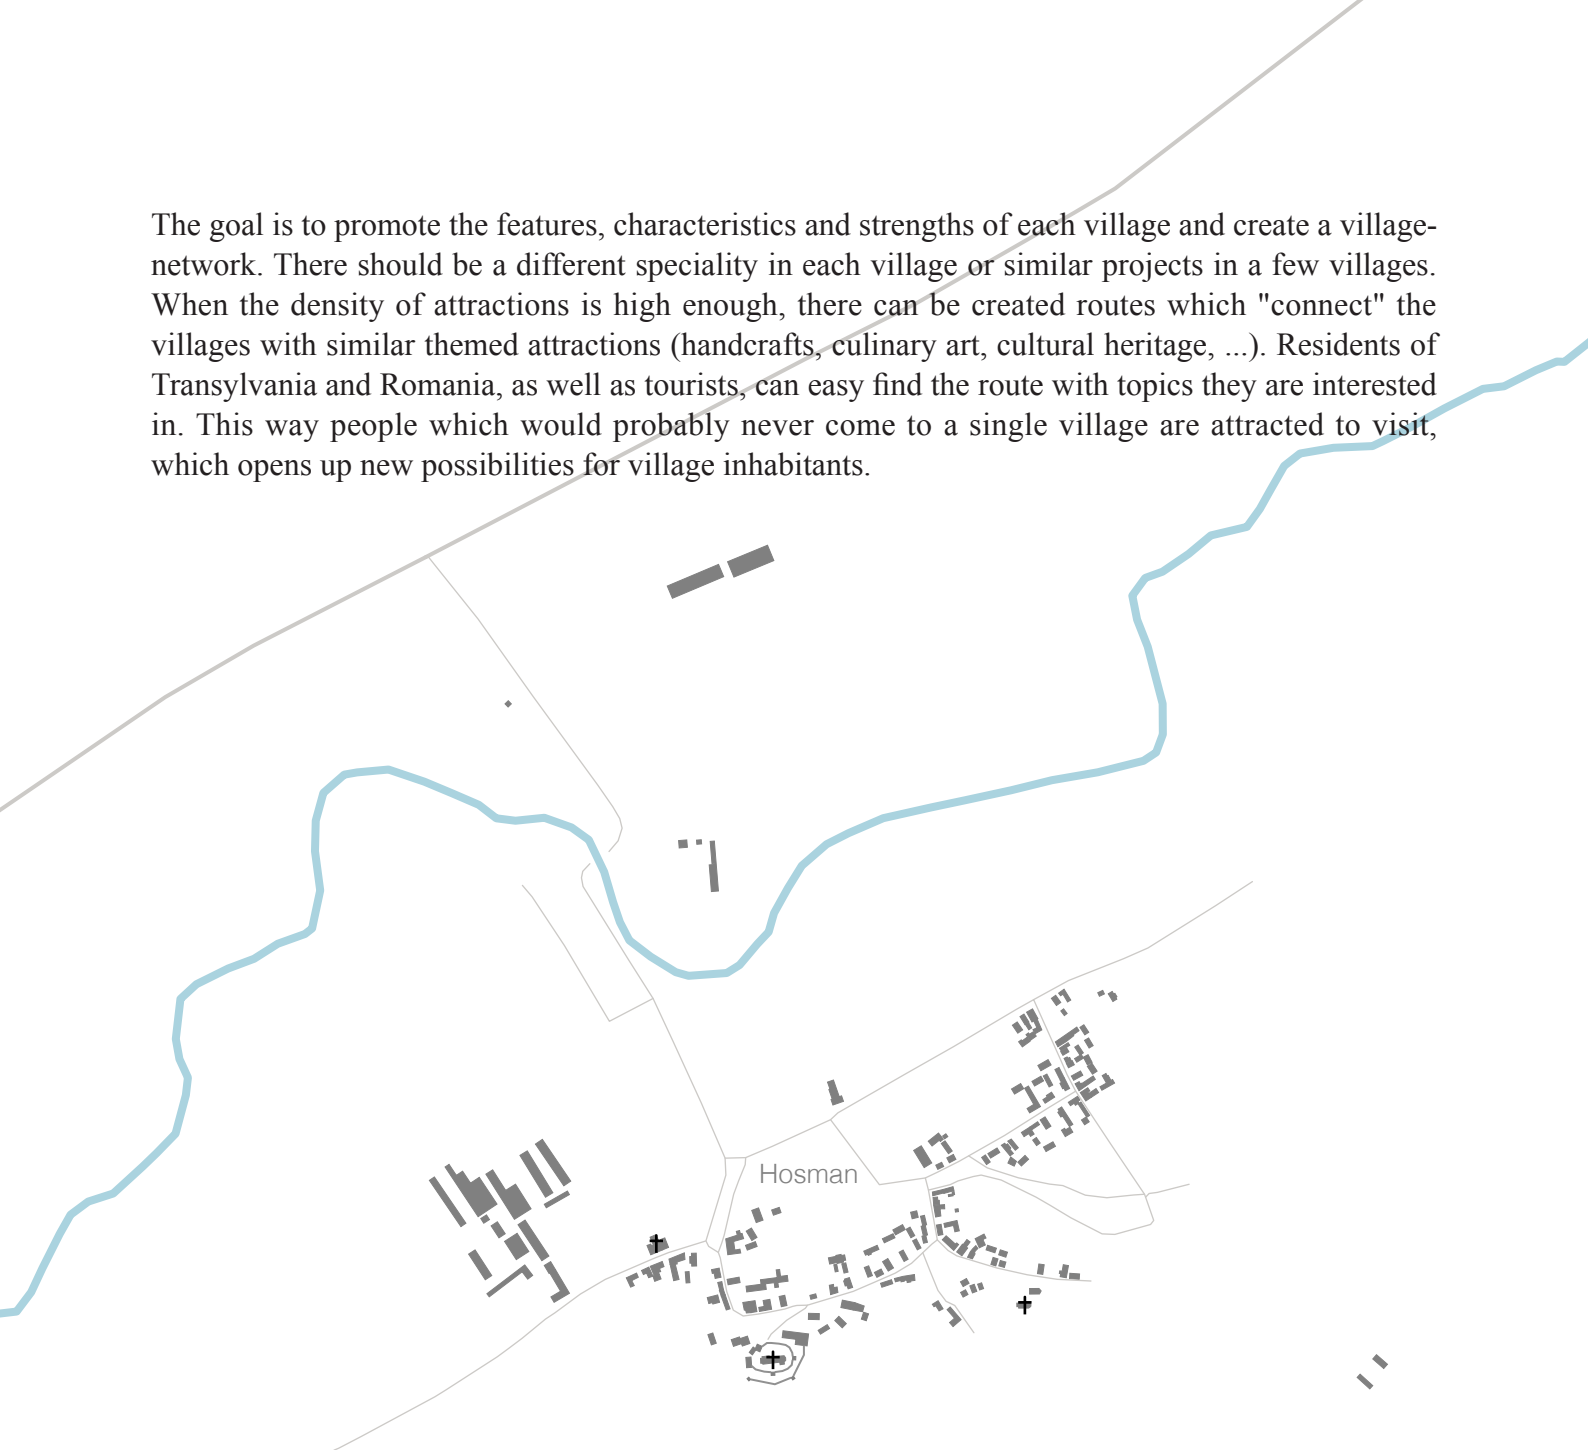 The goal is to promote the features, characteristics and strengths of each village and create a village-
network. There should be a different speciality in each village or similar projects in a few villages.
When the density of attractions is high enough, there can be created routes which "connect" the
villages with similar themed attractions (handcrafts, culinary art, cultural heritage, ...). Residents of
Transylvania and Romania, as well as tourists, can easy find the route with topics they are interested
in. This way people which would probably never come to a single village are attracted to visit,
which opens up new possibilities for village inhabitants.
Hosman